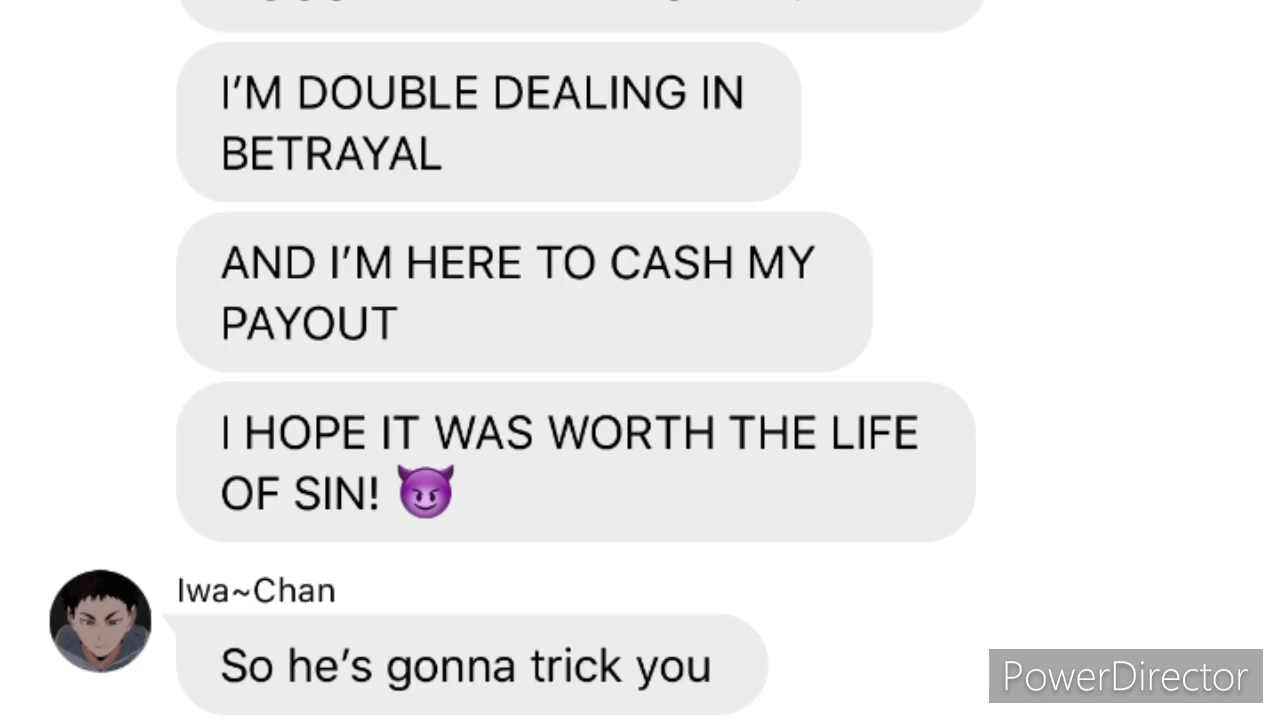 I’M DOUBLE DEALING IN
BETRAYAL
AND I’M HERE TO CASH MY
PAYOUT
I HOPE IT WAS WORTH THE LIFE
OF SIN! 😈
Iwa~Chan
So he’s gonna trick you
PowerDirector